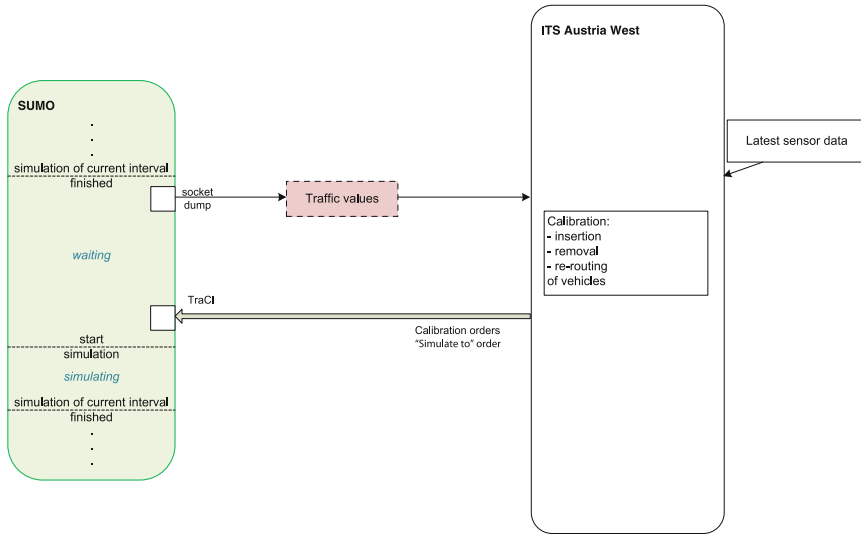 ITS Austria West
SUMO
.
.
.
simulation of current interval
finished
socket
dump
Traffic values
Latest sensor data
waiting
Calibration:
- insertion
- removal
- re-routing
of vehicles
TraCI
Calibration orders
“Simulate to” order
start
simulation
simulating
simulation of current interval
finished
.
.
.